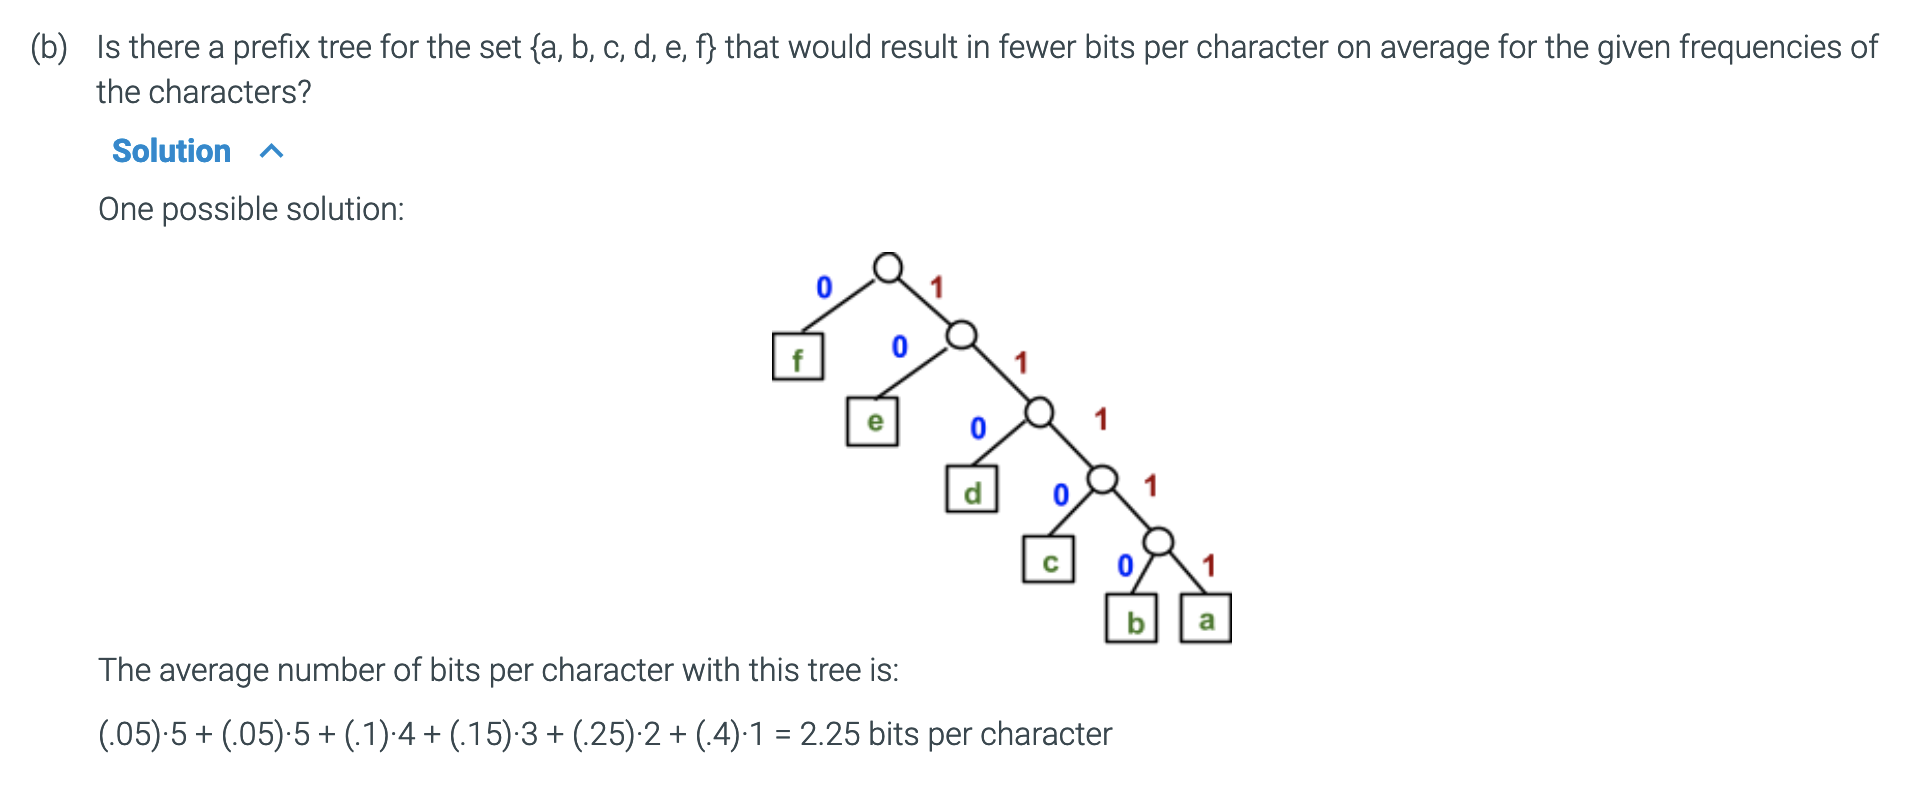 (b) Is there a prefix tree for the set {a, b, c, d, e, f} that would result in fewer bits per character on average for the given frequencies of
the characters?
Solution
One possible solution:
0 1
f 0 1
e 0 1
d 0 1
c 0 1
b a
The average number of bits per character with this tree is:
(.05)·5 + (.05)·5 + (.1)·4 + (.15)·3 + (.25)·2 + (.4)·1 = 2.25 bits per character